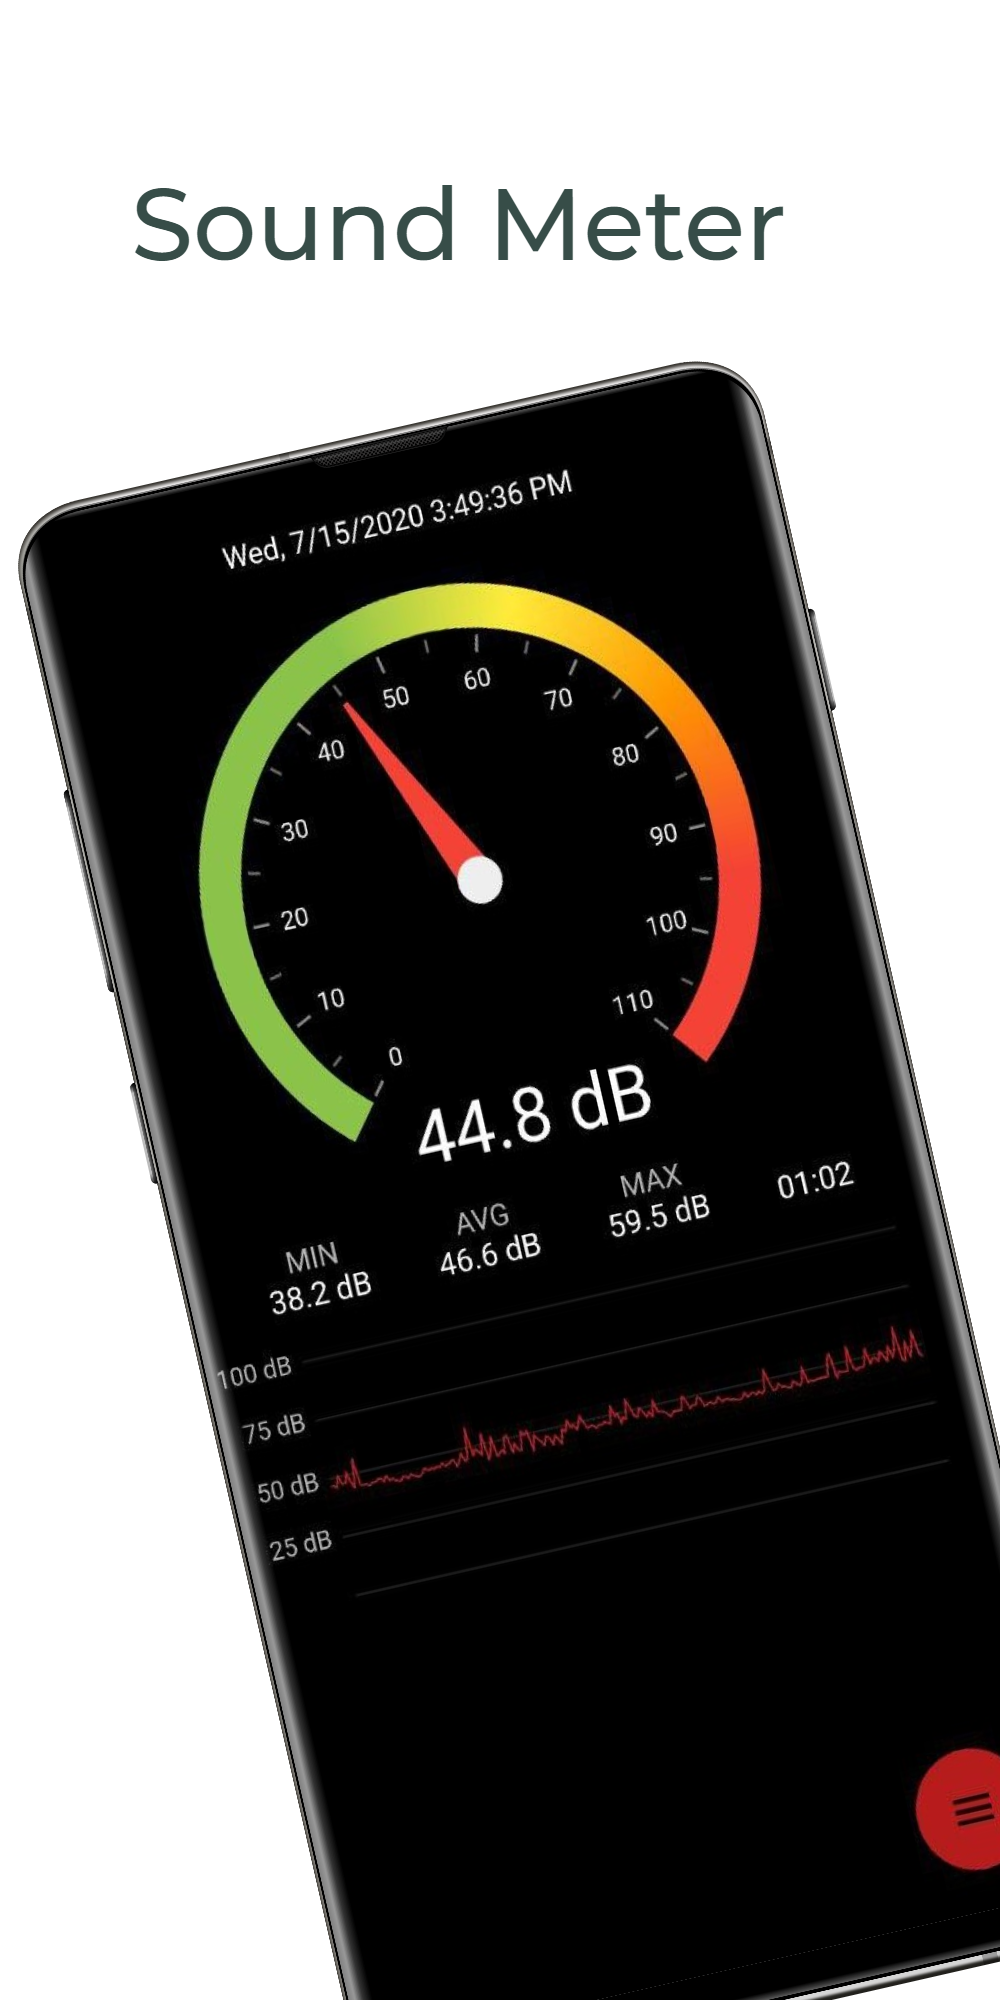 Sound Meter
Wed, 7/15/2020 3:49:36 PM
0
10
20
30
40
50
60
70
80
90
100
110
44.8 dB
MIN
38.2 dB
AVG
46.6 dB
MAX
59.5 dB
01:02
100 dB
75 dB
50 dB
25 dB